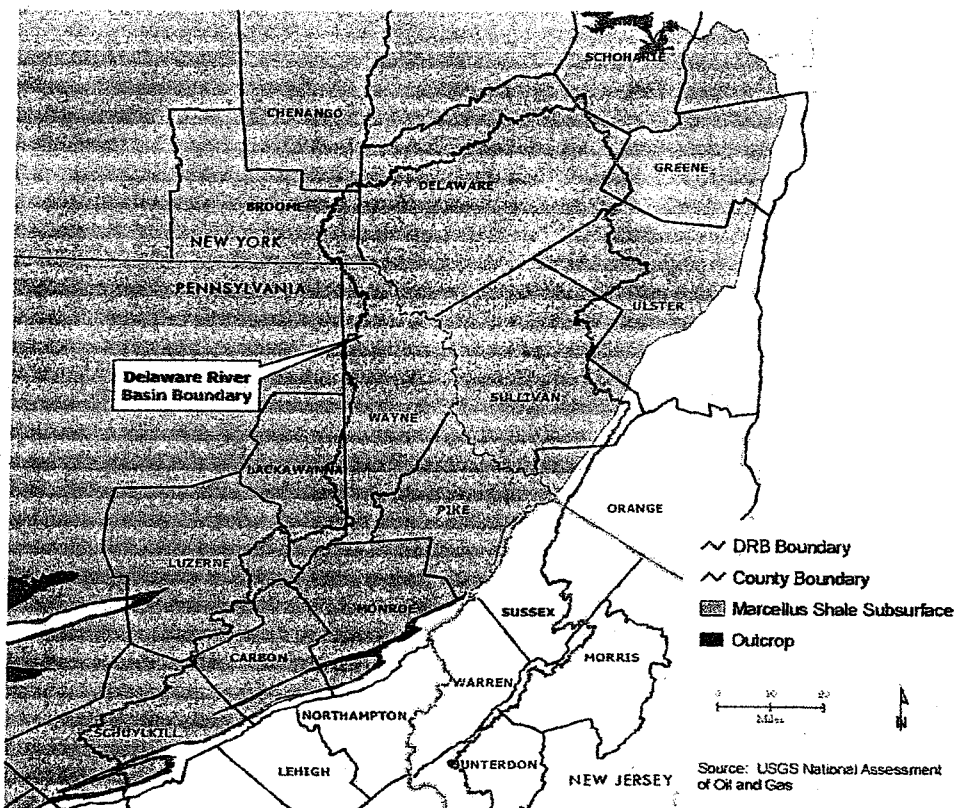 SCHOHARIE
CHENANGO
GREENE
DELAWARE
BROOME
NEW YORK
PENNSYLVANIA
ULSTER
Delaware River
Basin Boundary
SULLIVAN
WAYNE
LACKAWANNA
PIKE
ORANGE
DRB Boundary
LUZERNE
County Boundary
MONROE
SUSSEX
Marcellus Shale Subsurface
Outcrop
CARBON
MORRIS
WARREN
0 10 20
Miles
N
NORTHAMPTON
SCHUYLKILL
LEHIGH
HUNTERDON
NEW JERSEY
Source: USGS National Assessment
of Oil and Gas